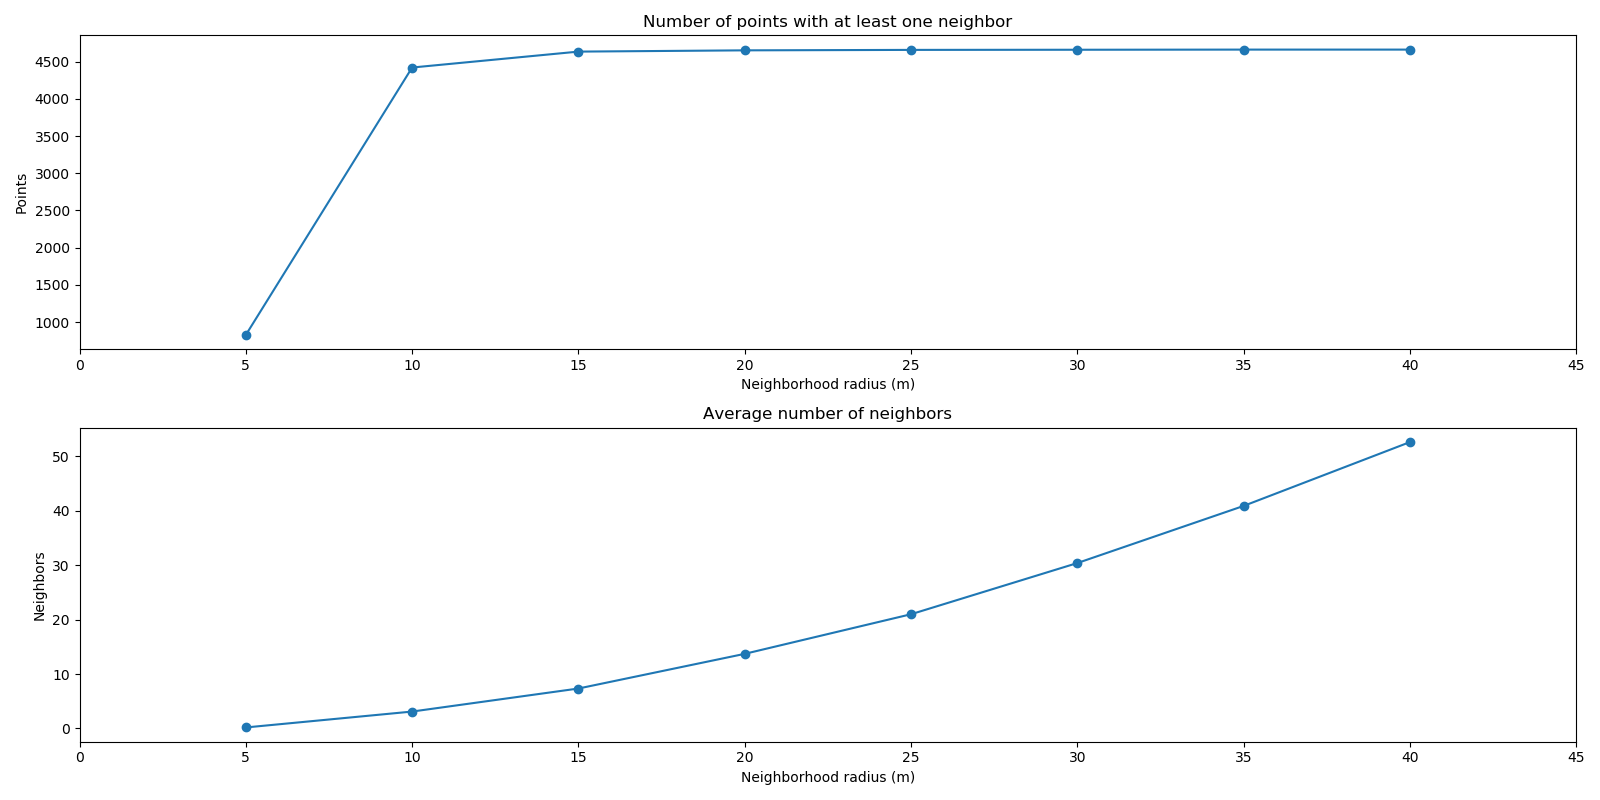 Number of points with at least one neighbor
4500
4000
3500
3000
2500
2000
1500
1000
Points
0 5 10 15 20 25 30 35 40 45
Neighborhood radius (m)
Average number of neighbors
50
40
30
20
10
0
Neighbors
0 5 10 15 20 25 30 35 40 45
Neighborhood radius (m)